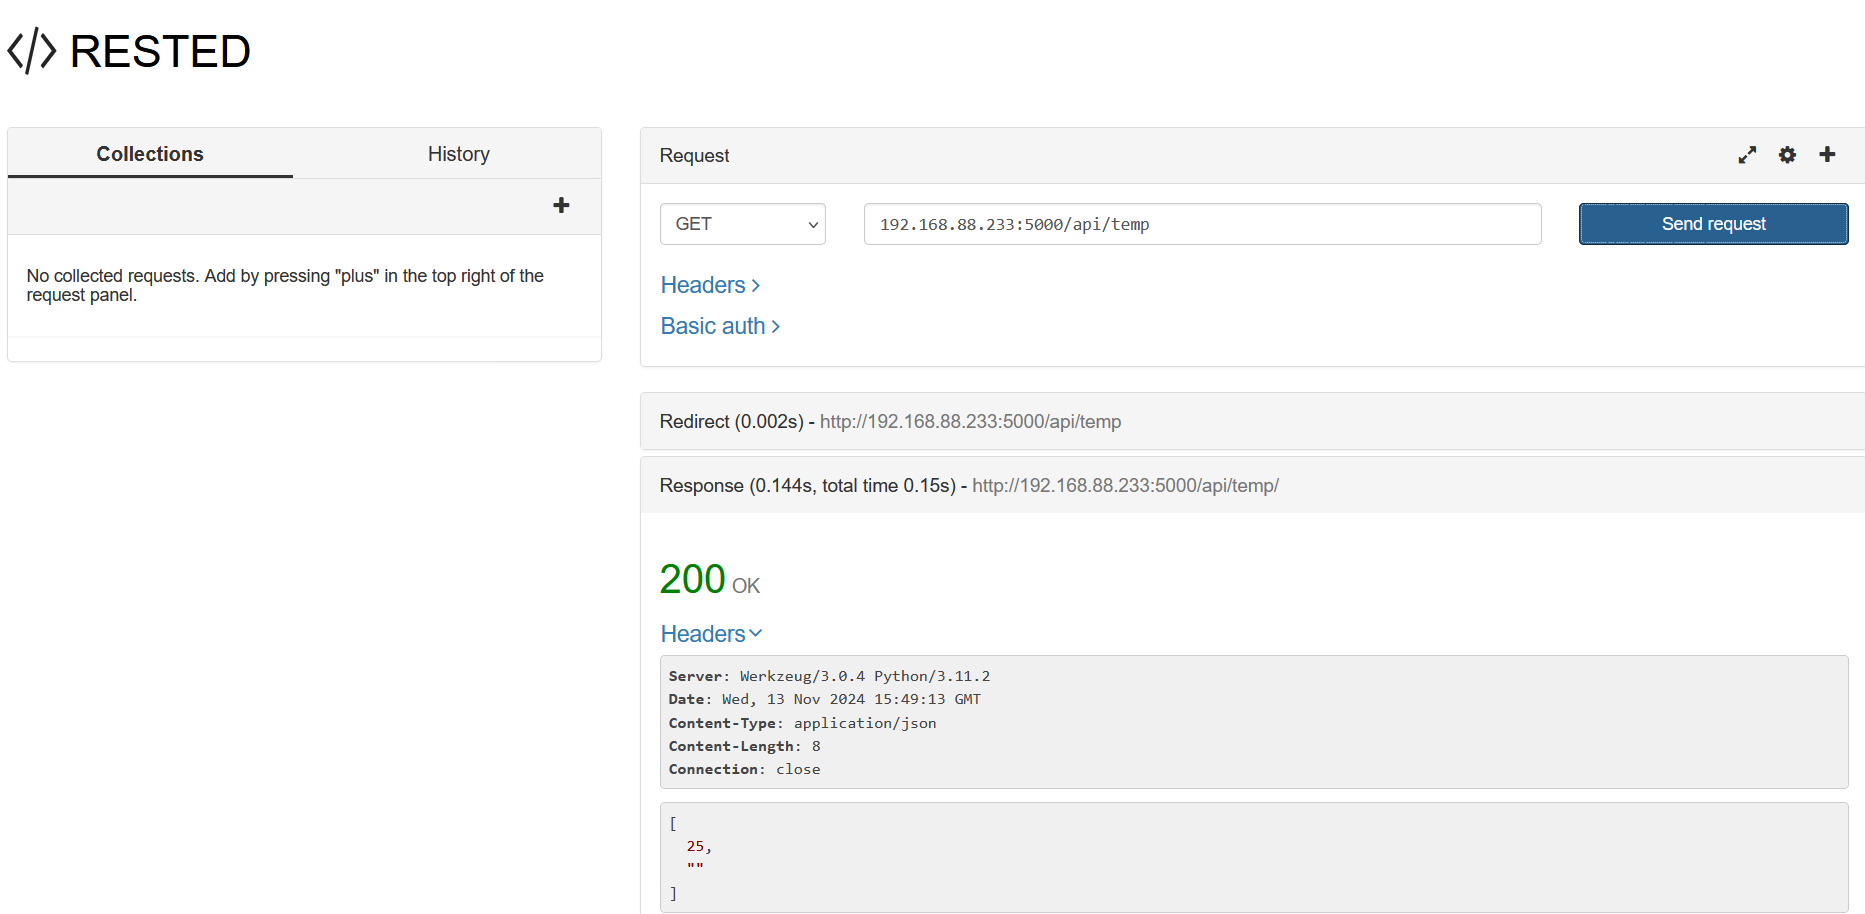 </> RESTED
Collections
History
No collected requests. Add by pressing "plus" in the top right of the
request panel.
Request
GET
192.168.88.233:5000/api/temp
Send request
Headers
Basic auth
Redirect (0.002s) - http://192.168.88.233:5000/api/temp
Response (0.144s, total time 0.15s) - http://192.168.88.233:5000/api/temp/
200 OK
Headers
Server: Werkzeug/3.0.4 Python/3.11.2
Date: Wed, 13 Nov 2024 15:49:13 GMT
Content-Type: application/json
Content-Length: 8
Connection: close
[
25,
""
]